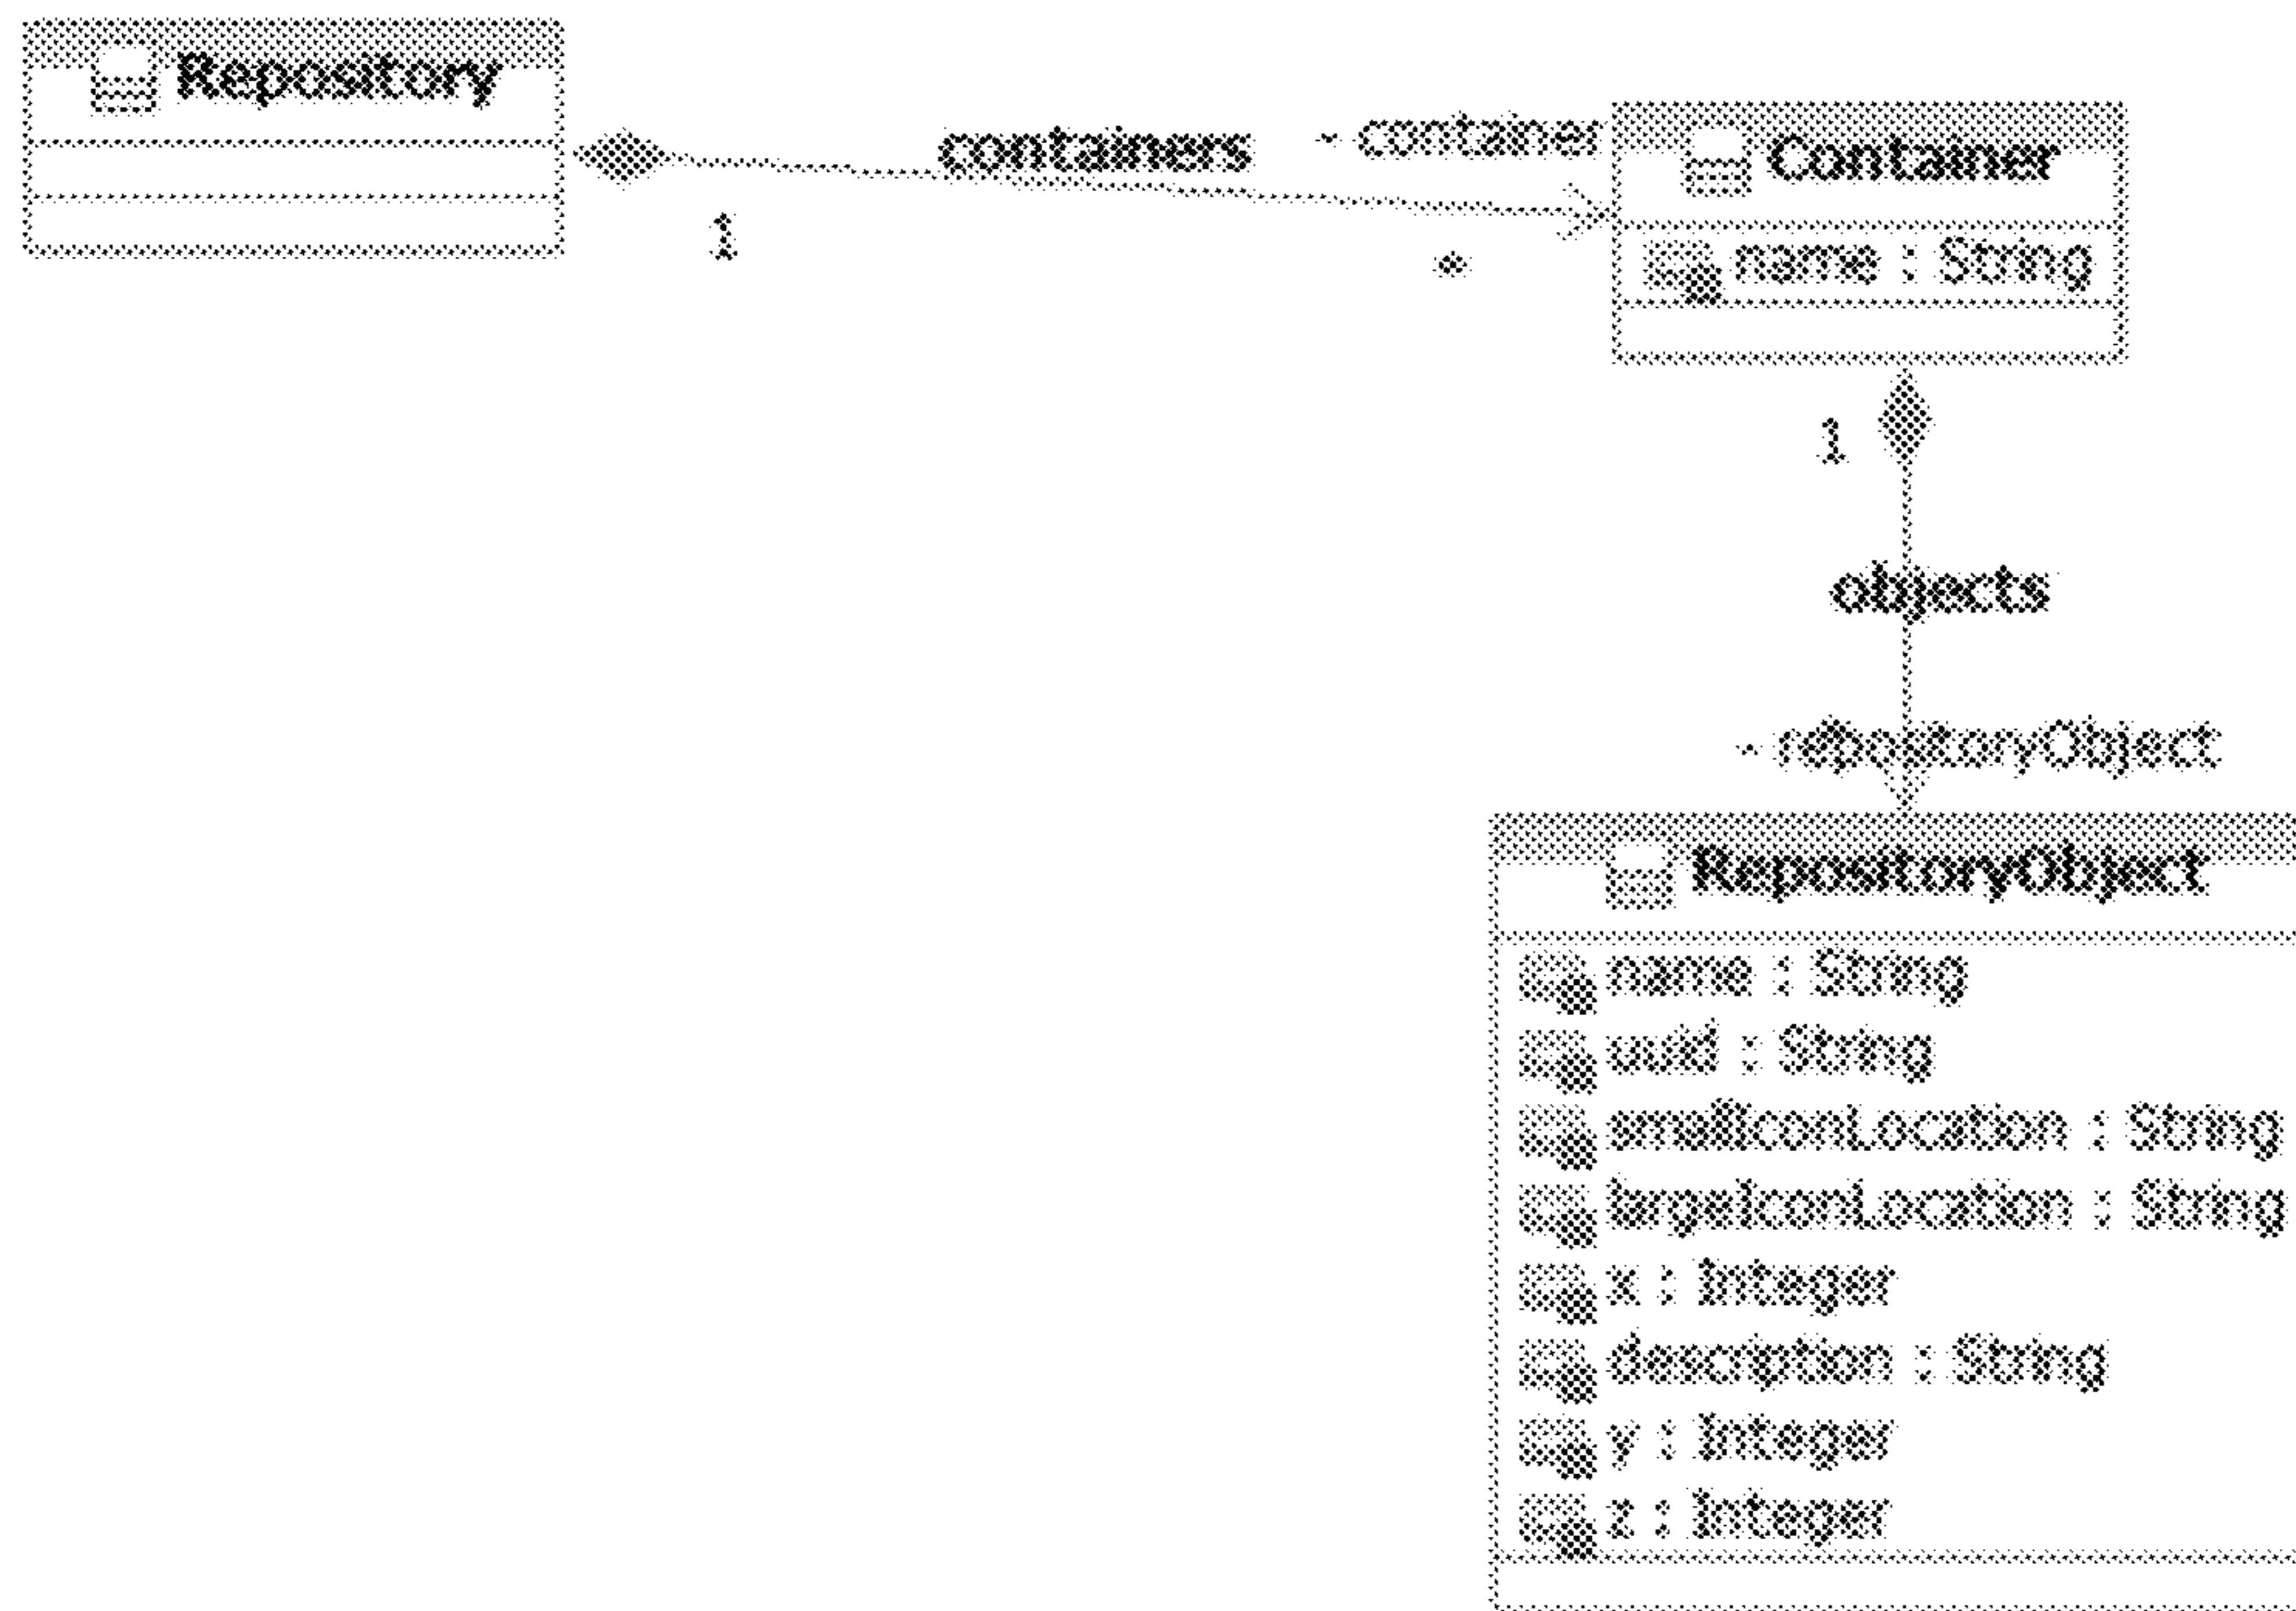 Repository
containers
- container
1
*
Container
name : String
1
objects
- repositoryObject
RepositoryObject
name : String
uuid : String
smallIconLocation : String
largeIconLocation : String
x : Integer
description : String
y : Integer
z : Integer